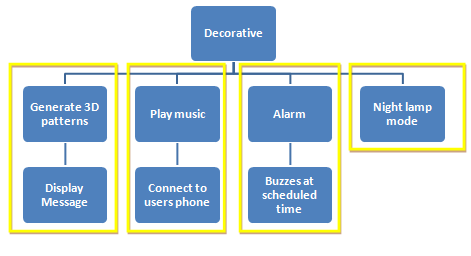 Decorative
Generate 3D
patterns
Play music
Alarm
Night lamp
mode
Display
Message
Connect to
users phone
Buzzes at
scheduled
time